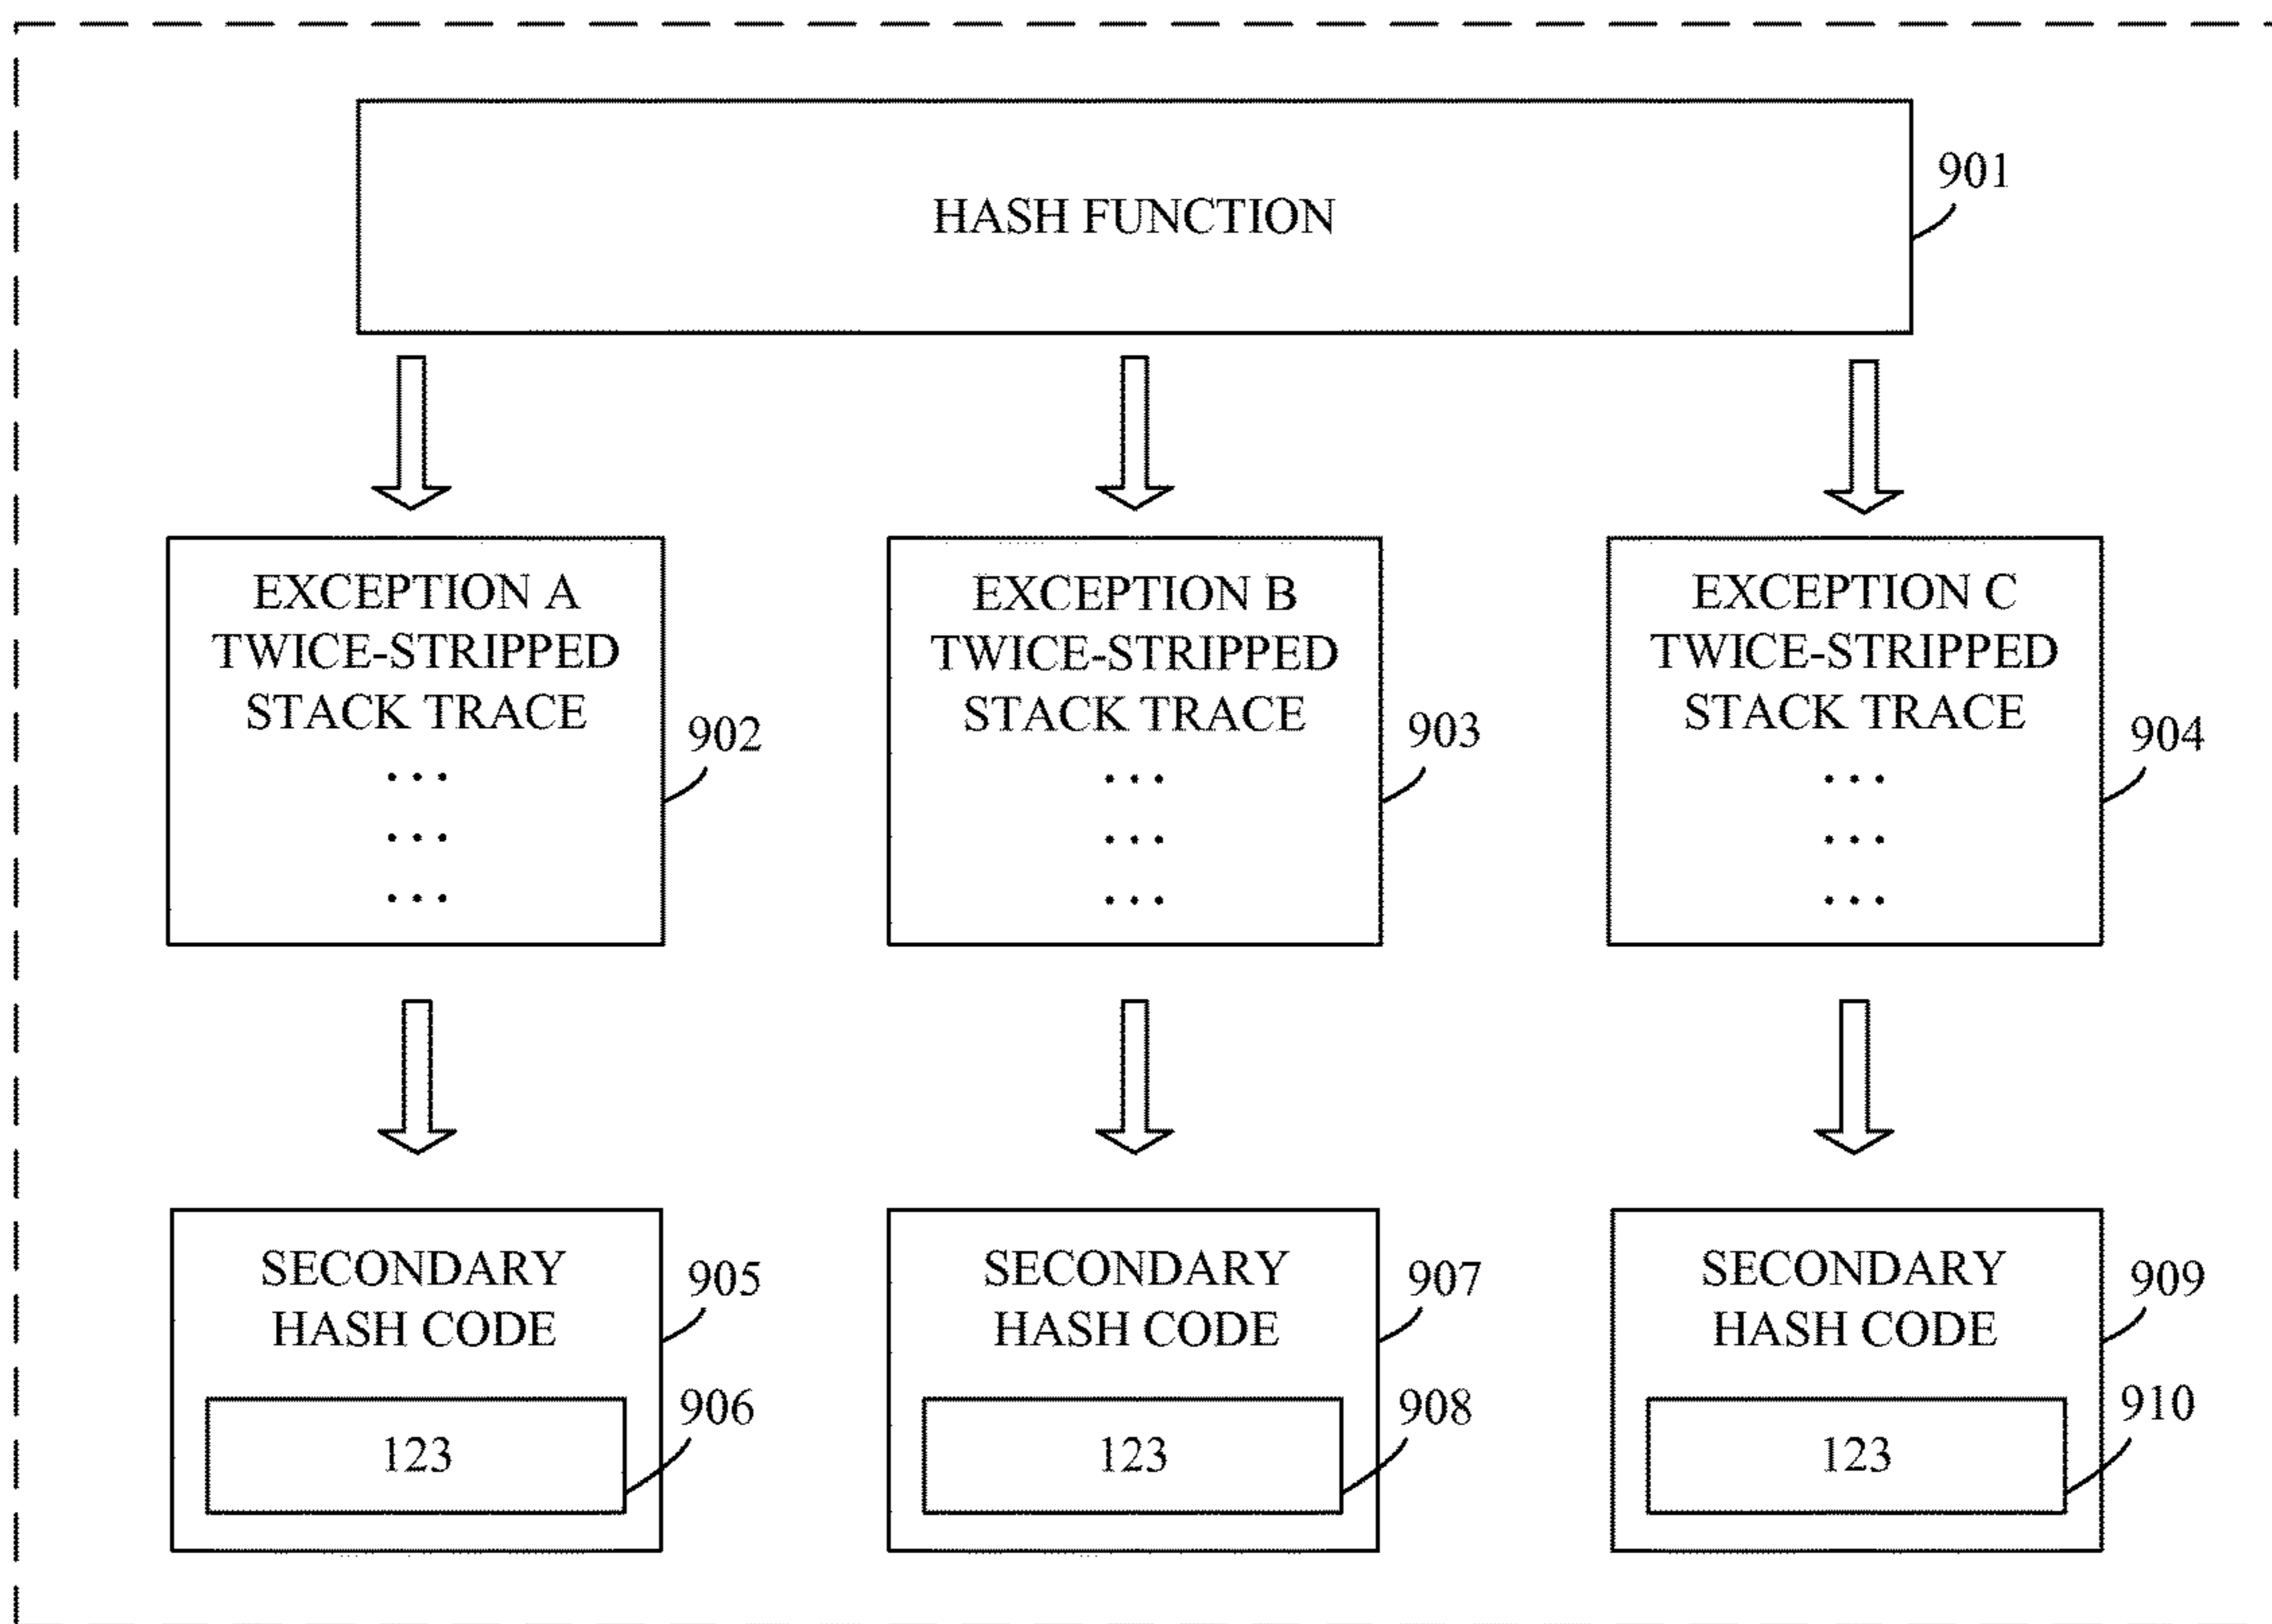 HASH FUNCTION
901
EXCEPTION A
TWICE-STRIPPED
STACK TRACE
...
...
...
902
EXCEPTION B
TWICE-STRIPPED
STACK TRACE
...
...
...
903
EXCEPTION C
TWICE-STRIPPED
STACK TRACE
...
...
...
904
SECONDARY
HASH CODE
905
123
906
SECONDARY
HASH CODE
907
123
908
SECONDARY
HASH CODE
909
123
910